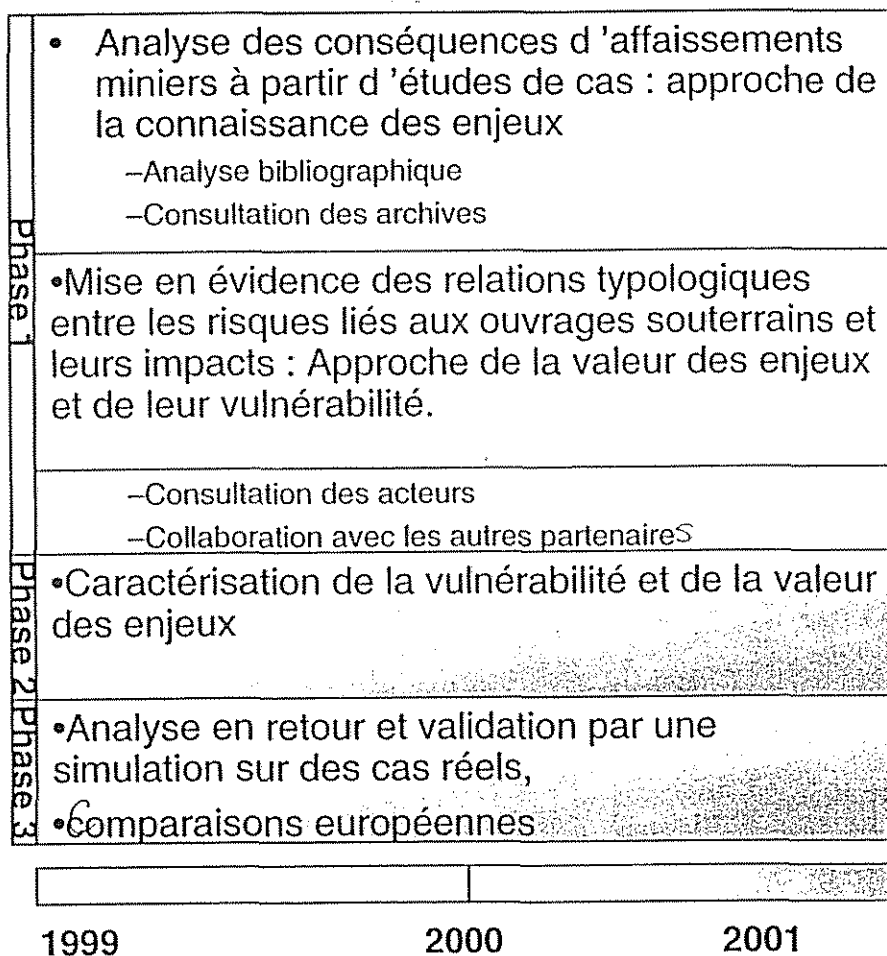 • Analyse des conséquences d 'affaissements
miniers à partir d 'études de cas : approche de
la connaissance des enjeux
–Analyse bibliographique
–Consultation des archives
Phase 1
•Mise en évidence des relations typologiques
entre les risques liés aux ouvrages souterrains et
leurs impacts : Approche de la valeur des enjeux
et de leur vulnérabilité.
–Consultation des acteurs
–Collaboration avec les autres partenaires
Phase 2
•Caractérisation de la vulnérabilité et de la valeur
des enjeux
Phase 3
•Analyse en retour et validation par une
simulation sur des cas réels,
•Comparaisons européennes
1999 2000 2001